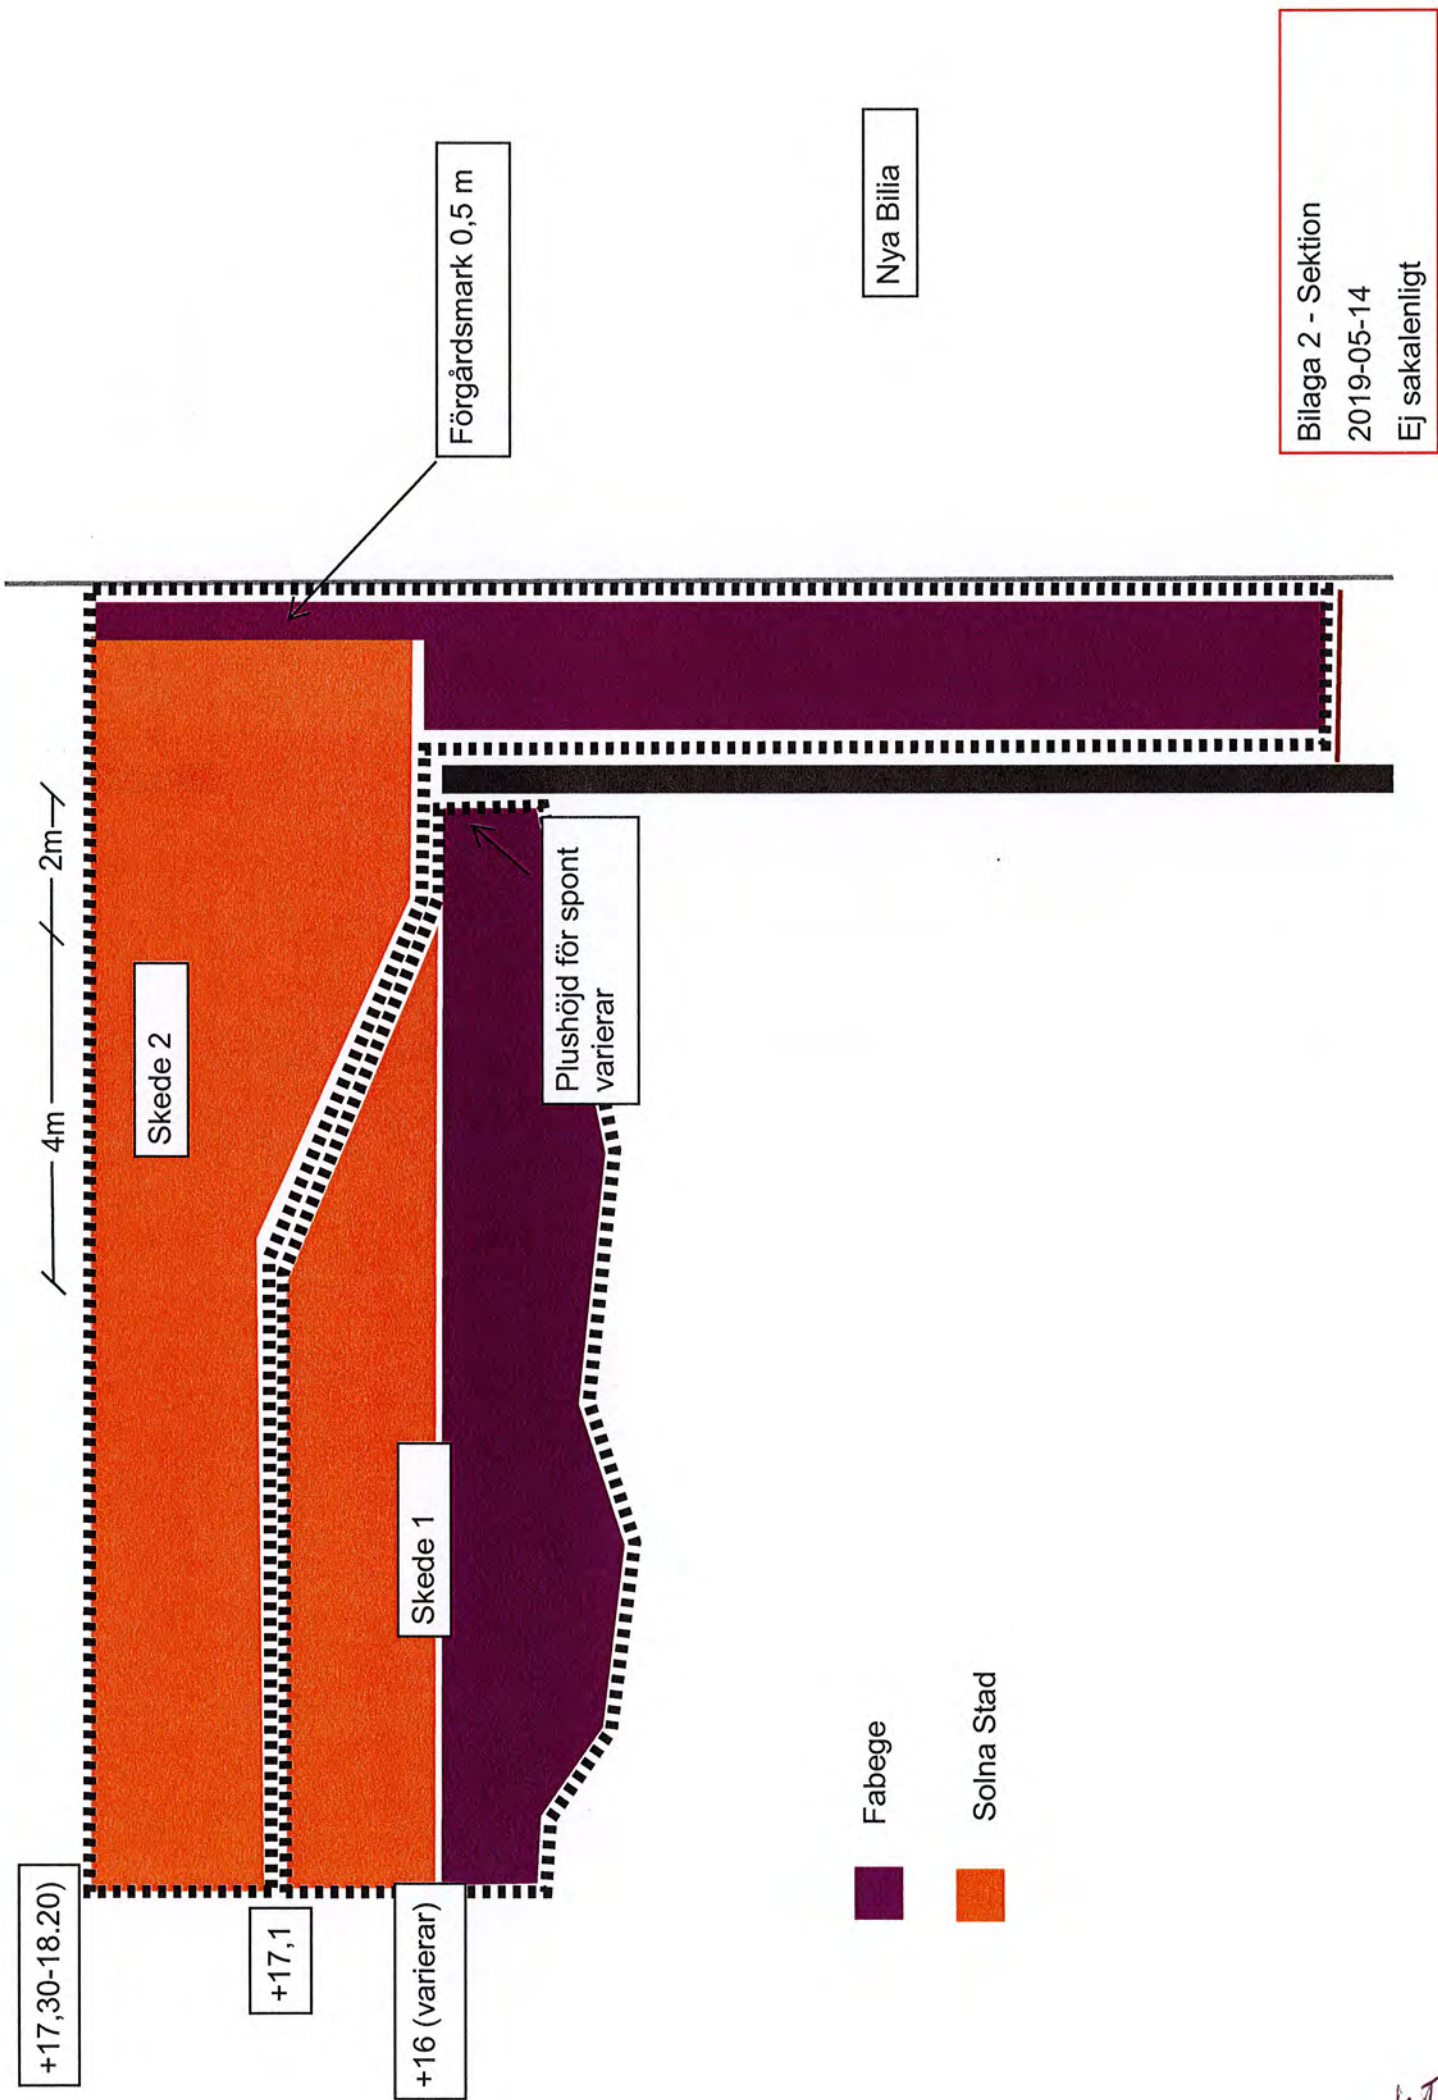 +17,30-18.20)
4m
2m
Skede 2
Förgårdsmark 0,5 m
+17,1
+16 (varierar)
Skede 1
Plushöjd för spont
varierar
Nya Bilia
Fabege
Solna Stad
Bilaga 2 - Sektion
2019-05-14
Ej sakalenligt